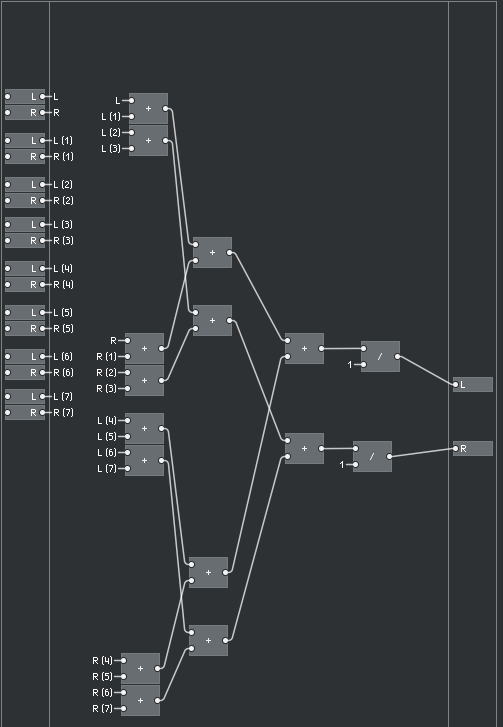 L L
R R
L L (1)
R R (1)
L L (2)
R R (2)
L L (3)
R R (3)
L L (4)
R R (4)
L L (5)
R R (5)
L L (6)
R R (6)
L L (7)
R R (7)
L
L (1)
+
L (2)
L (3)
+
+
+
R
R (1)
+
R (2)
R (3)
+
L (4)
L (5)
+
L (6)
L (7)
+
+
+
R (4)
R (5)
+
R (6)
R (7)
+
+
1
/
+
1
/
L
R